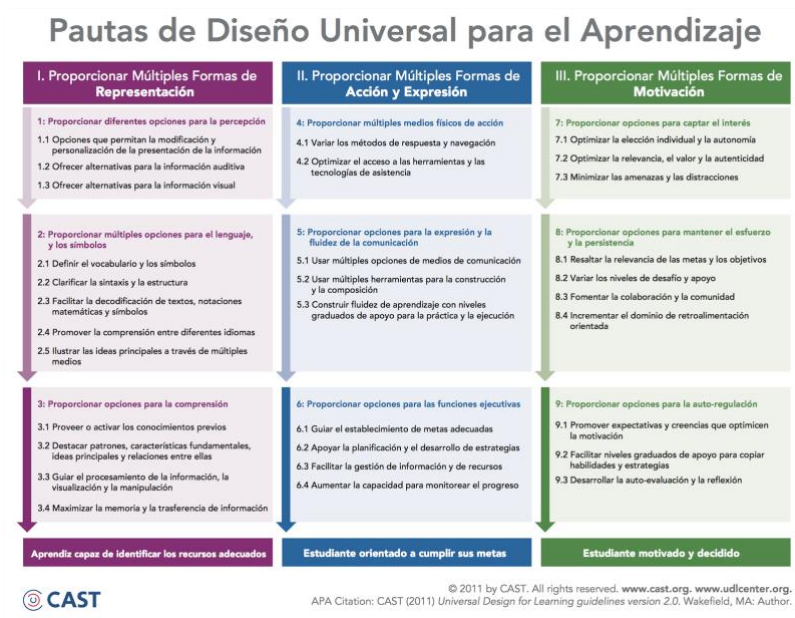 Pautas de Diseño Universal para el Aprendizaje
I. Proporcionar Múltiples Formas de
Representación
1: Proporcionar diferentes opciones para la percepción
1.1 Opciones que permitan la modificación y
personalización de la presentación de la información
1.2 Ofrecer alternativas para la información auditiva
1.3 Ofrecer alternativas para la información visual
2: Proporcionar múltiples opciones para el lenguaje,
y los símbolos
2.1 Definir el vocabulario y los símbolos
2.2 Clarificar la sintaxis y la estructura
2.3 Facilitar la decodificación de textos, notaciones
matemáticas y símbolos
2.4 Promover la comprensión entre diferentes idiomas
2.5 Ilustrar las ideas principales a través de múltiples
medios
3: Proporcionar opciones para la comprensión
3.1 Proveer o activar los conocimientos previos
3.2 Destacar patrones, características fundamentales,
ideas principales y relaciones entre ellas
3.3 Guiar el procesamiento de la información, la
visualización y la manipulación
3.4 Maximizar la memoria y la trasferencia de información
Aprendiz capaz de identificar los recursos adecuados
II. Proporcionar Múltiples Formas de
Acción y Expresión
4: Proporcionar múltiples medios físicos de acción
4.1 Variar los métodos de respuesta y navegación
4.2 Optimizar el acceso a las herramientas y las
tecnologías de asistencia
5: Proporcionar opciones para la expresión y la
fluidez de la comunicación
5.1 Usar múltiples opciones de medios de comunicación
5.2 Usar múltiples herramientas para la construcción
y la composición
5.3 Construir fluidez de aprendizaje con niveles
graduados de apoyo para la práctica y la ejecución
6: Proporcionar opciones para las funciones ejecutivas
6.1 Guiar el establecimiento de metas adecuadas
6.2 Apoyar la planificación y el desarrollo de estrategias
6.3 Facilitar la gestión de información y de recursos
6.4 Aumentar la capacidad para monitorear el progreso
Estudiante orientado a cumplir sus metas
III. Proporcionar Múltiples Formas de
Motivación
7: Proporcionar opciones para captar el interés
7.1 Optimizar la elección individual y la autonomía
7.2 Optimizar la relevancia, el valor y la autenticidad
7.3 Minimizar las amenazas y las distracciones
8: Proporcionar opciones para mantener el esfuerzo
y la persistencia
8.1 Resaltar la relevancia de las metas y los objetivos
8.2 Variar los niveles de desafío y apoyo
8.3 Fomentar la colaboración y la comunidad
8.4 Incrementar el dominio de retroalimentación
orientada
9: Proporcionar opciones para la auto-regulación
9.1 Promover expectativas y creencias que optimicen
la motivación
9.2 Facilitar niveles graduados de apoyo para copiar
habilidades y estrategias
9.3 Desarrollar la auto-evaluación y la reflexión
Estudiante motivado y decidido
CAST
© 2011 by CAST. All rights reserved. www.cast.org. www.udlcenter.org.
APA Citation: CAST (2011) Universal Design for Learning guidelines version 2.0. Wakefield, MA: Author.